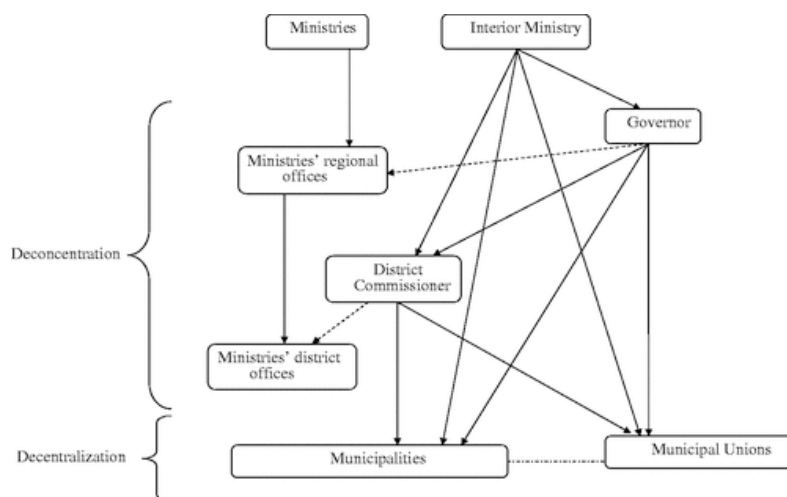 Ministries
Interior Ministry
Governor
Ministries' regional
offices
Deconcentration
District
Commissioner
Ministries' district
offices
Decentralization
Municipalities
Municipal Unions